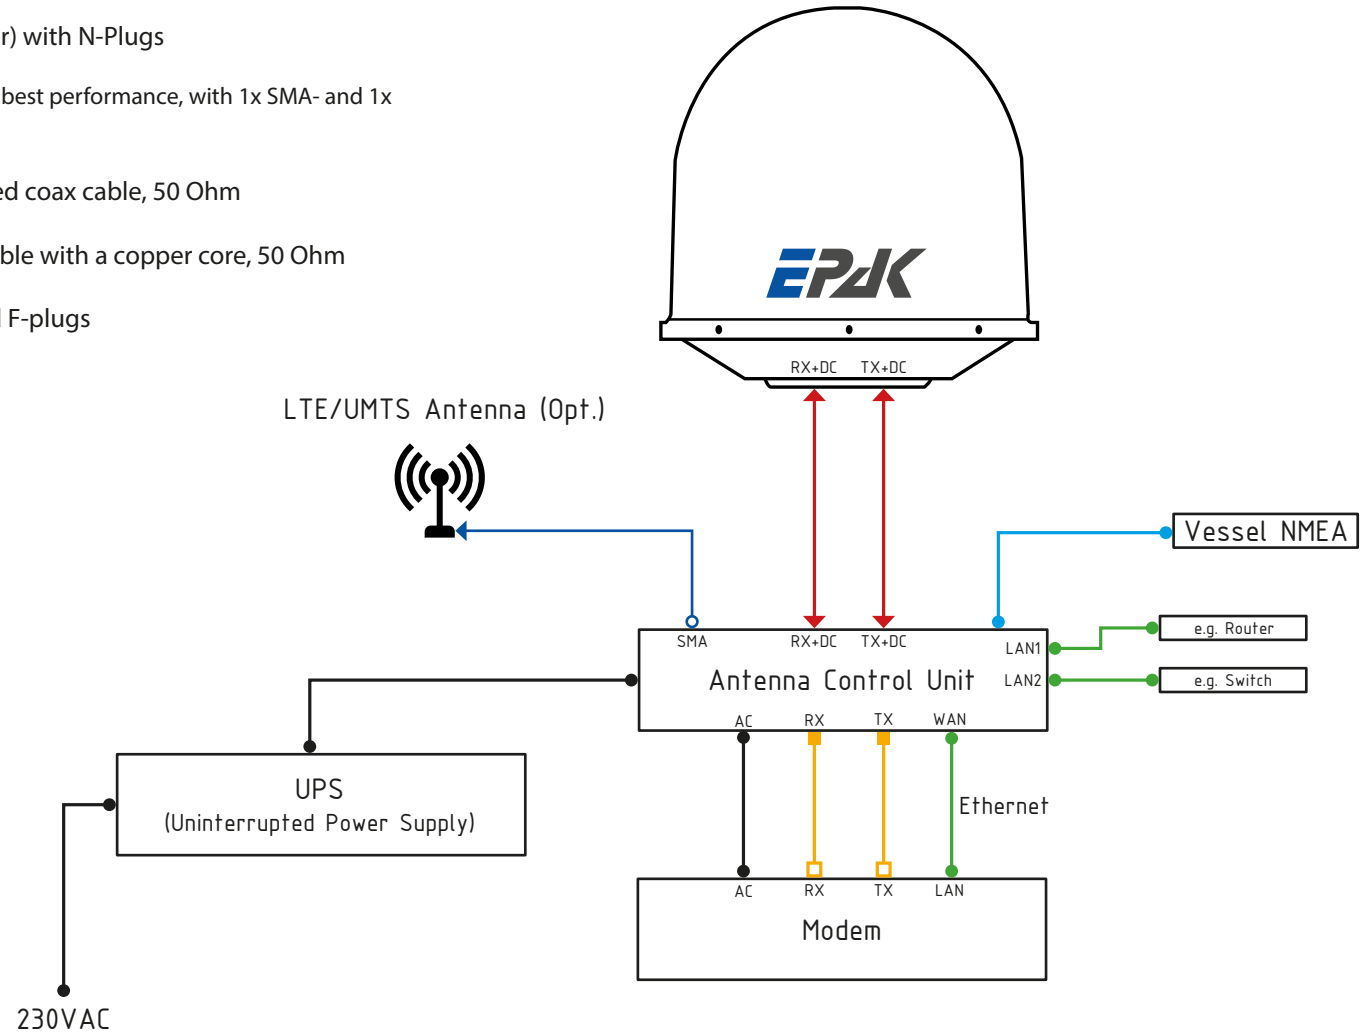 r) with N-Plugs
best performance, with 1x SMA- and 1x
ed coax cable, 50 Ohm
ble with a copper core, 50 Ohm
F-plugs
EPAK
RX+DC TX+DC
LTE/UMTS Antenna (Opt.)
Vessel NMEA
SMA RX+DC TX+DC
LAN1
e.g. Router
Antenna Control Unit
LAN2
e.g. Switch
AC RX TX WAN
UPS
(Uninterrupted Power Supply)
Ethernet
AC RX TX LAN
Modem
230VAC